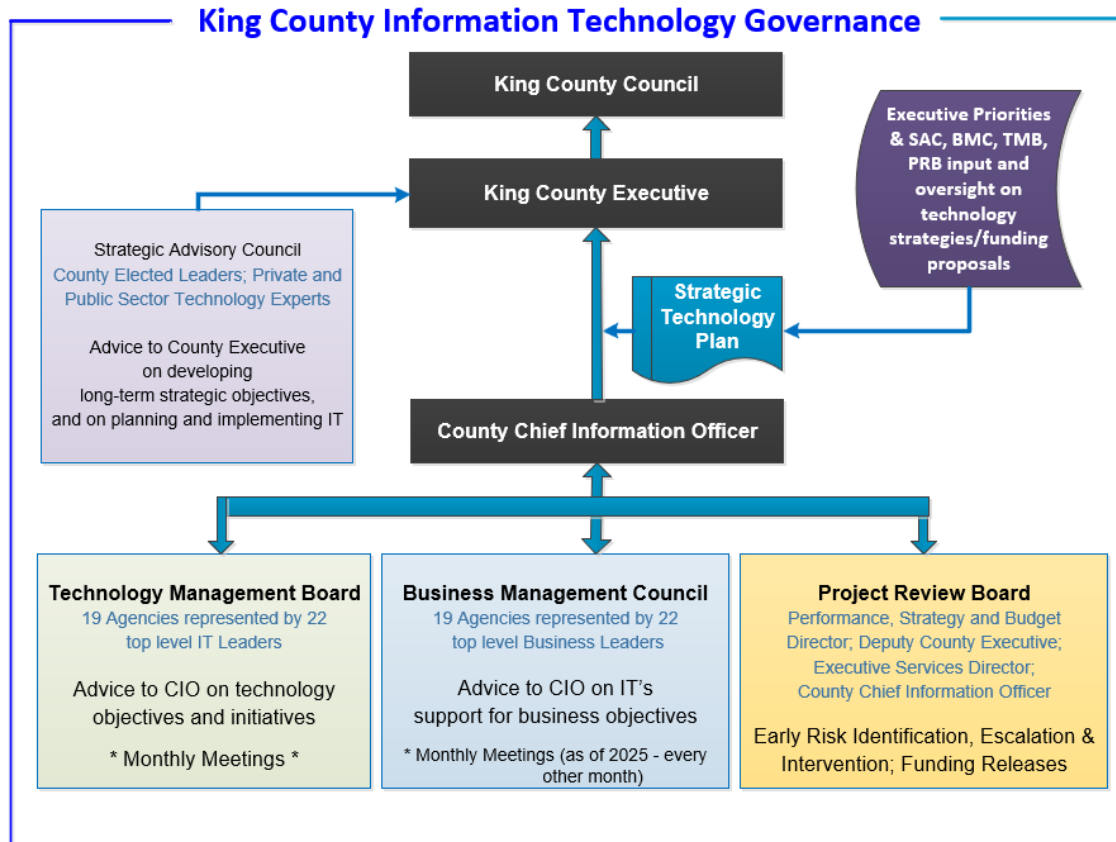 King County Information Technology Governance
King County Council
Executive Priorities
& SAC, BMC, TMB,
PRB input and
oversight on
technology
strategies/funding
proposals
King County Executive
Strategic Advisory Council
County Elected Leaders; Private and
Public Sector Technology Experts
Advice to County Executive
on developing
long-term strategic objectives,
and on planning and implementing IT
Strategic
Technology
Plan
County Chief Information Officer
Technology Management Board
19 Agencies represented by 22
top level IT Leaders
Advice to CIO on technology
objectives and initiatives
* Monthly Meetings *
Business Management Council
19 Agencies represented by 22
top level Business Leaders
Advice to CIO on IT's
support for business objectives
* Monthly Meetings (as of 2025 - every
other month)
Project Review Board
Performance, Strategy and Budget
Director; Deputy County Executive;
Executive Services Director;
County Chief Information Officer
Early Risk Identification, Escalation &
Intervention; Funding Releases